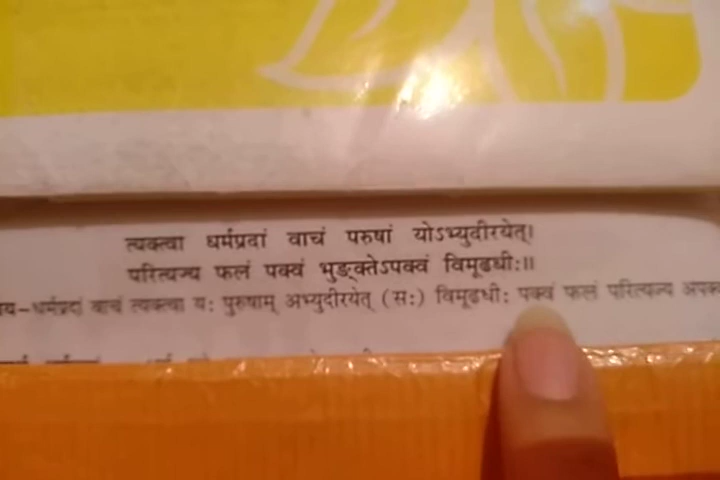 त्यक्त्वा धर्मप्रदां वाचं परुषां योऽभ्युदीरयेत्।
परित्यज्य फलं पक्वं भुङ्क्तेऽपक्वं विमूढधीः॥
य-धर्मप्रदां वाचं त्यक्त्वा यः पुरुषाम् अभ्युदीरयेत् (सः) विमूढधीः पक्वं फलं परित्यज्य अपक्व